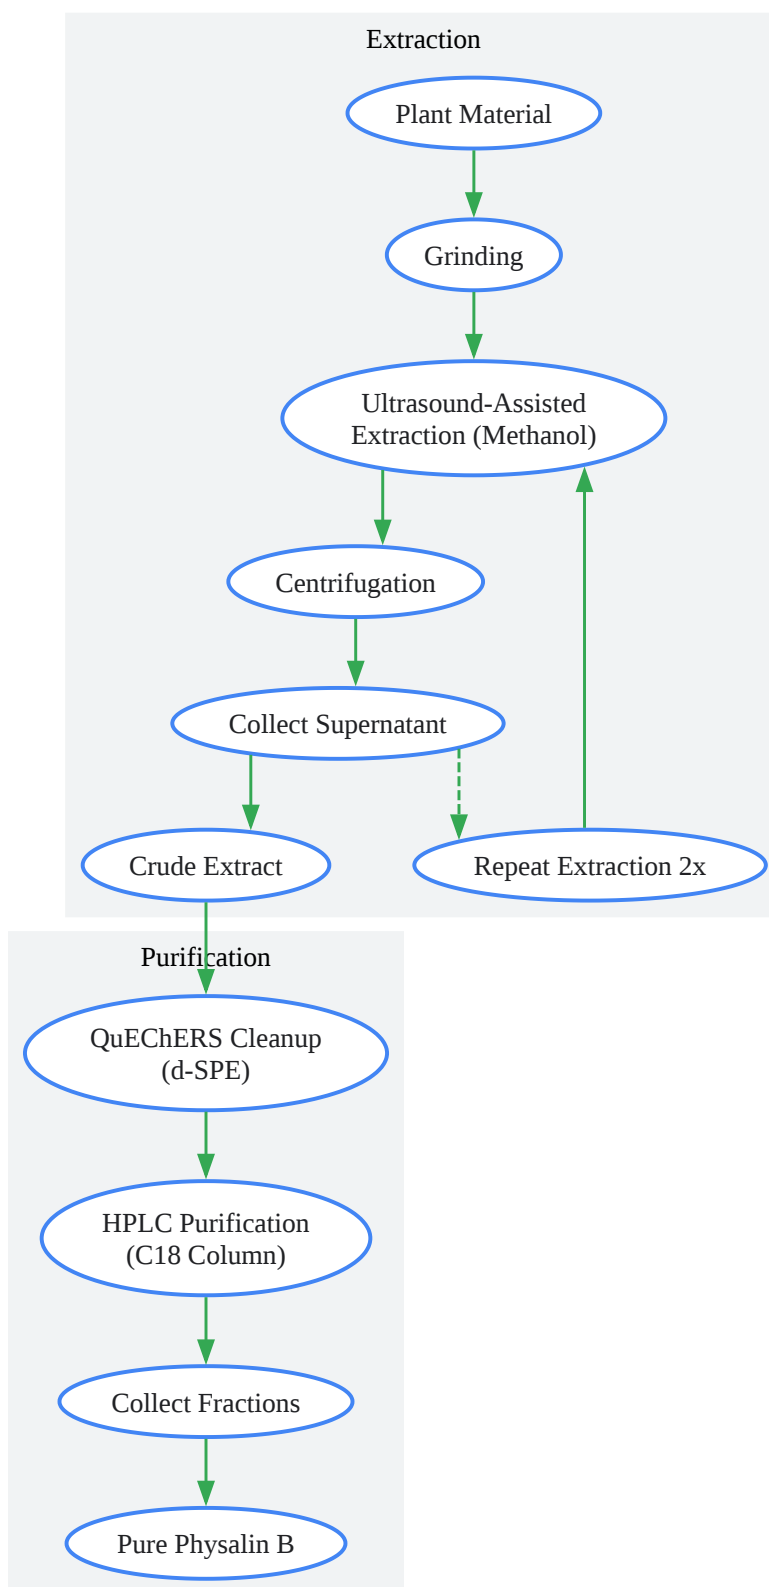 Extraction
Plant Material
Grinding
Ultrasound-Assisted
Extraction (Methanol)
Centrifugation
Collect Supernatant
Crude Extract
Repeat Extraction 2x
Purification
QuEChERS Cleanup
(d-SPE)
HPLC Purification
(C18 Column)
Collect Fractions
Pure Physalin B